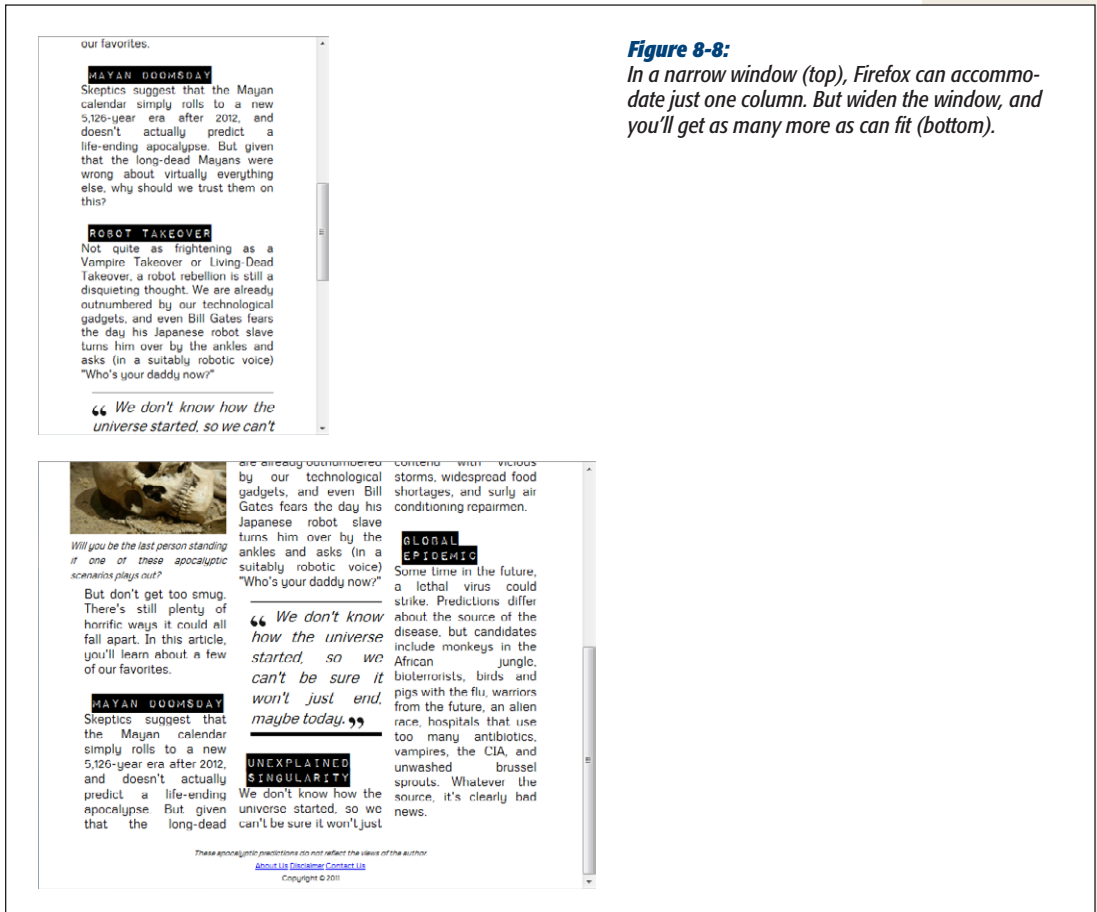 our favorites.
MAYAN DOOMSDAY
Skeptics suggest that the Mayan
calendar simply rolls to a new
5,126-year era after 2012, and
doesn't actually predict a
life-ending apocalypse. But given
that the long-dead Mayans were
wrong about virtually everything
else, why should we trust them on
this?
ROBOT TAKEOVER
Not quite as frightening as a
Vampire Takeover or Living-Dead
Takeover, a robot rebellion is still a
disquieting thought. We are already
outnumbered by our technological
gadgets, and even Bill Gates fears
the day his Japanese robot slave
turns him over by the ankles and
asks (in a suitably robotic voice)
"Who's your daddy now?"
“ We don't know how the
universe started, so we can't
Figure 8-8:
In a narrow window (top), Firefox can accommo-
date just one column. But widen the window, and
you’ll get as many more as can fit (bottom).
Will you be the last person standing
if one of these apocalyptic
scenarios plays out?
But don't get too smug.
There's still plenty of
horrific ways it could all
fall apart. In this article,
you'll learn about a few
of our favorites.
MAYAN DOOMSDAY
Skeptics suggest that
the Mayan calendar
simply rolls to a new
5,126-year era after 2012,
and doesn't actually
predict a life-ending
apocalypse. But given
that the long-dead
are already outnumbered
by our technological
gadgets, and even Bill
Gates fears the day his
Japanese robot slave
turns him over by the
ankles and asks (in a
suitably robotic voice)
"Who's your daddy now?"
“ We don't know
how the universe
started, so we
can't be sure it
won't just end,
maybe today. ”
UNEXPLAINED
SINGULARITY
We don't know how the
universe started, so we
can't be sure it won't just
contend with vicious
storms, widespread food
shortages, and surly air
conditioning repairmen.
GLOBAL
EPIDEMIC
Some time in the future,
a lethal virus could
strike. Predictions differ
about the source of the
disease, but candidates
include monkeys in the
African jungle,
bioterrorists, birds and
pigs with the flu, warriors
from the future, an alien
race, hospitals that use
too many antibiotics,
vampires, the CIA, and
unwashed brussel
sprouts. Whatever the
source, it's clearly bad
news.
These apocalyptic predictions do not reflect the views of the author.
About Us Disclaimer Contact Us
Copyright © 2011